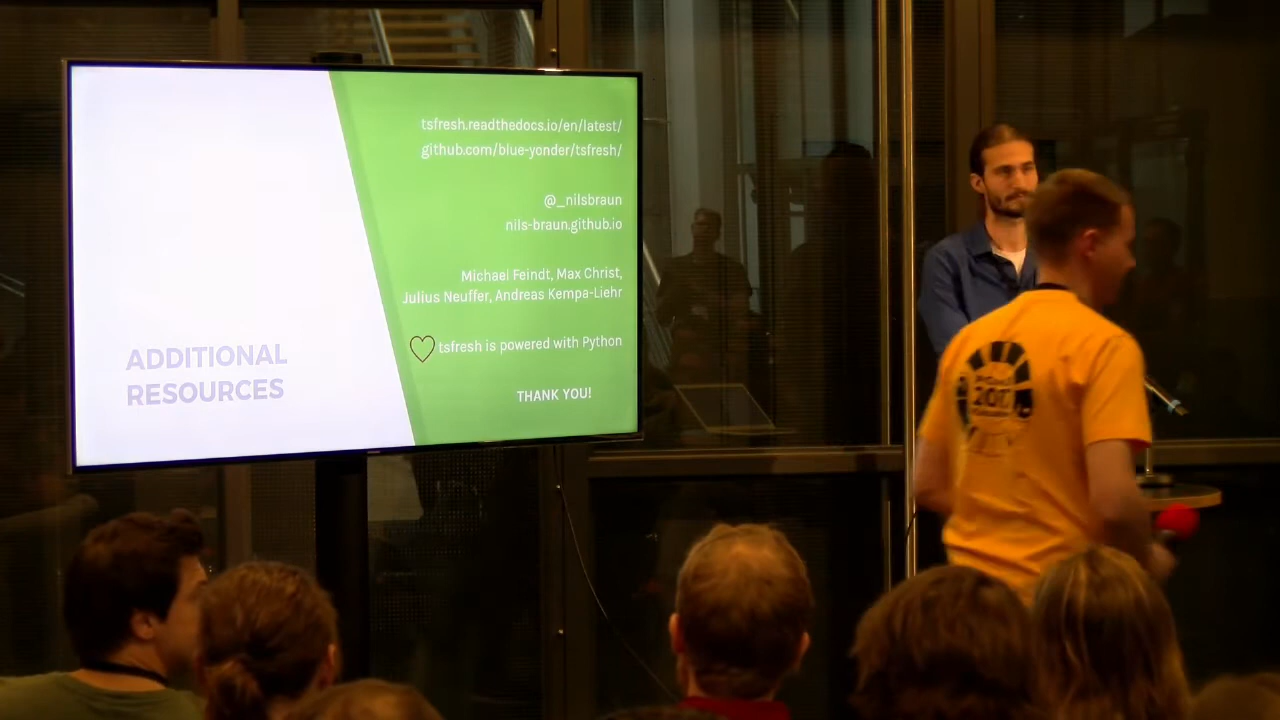 ADDITIONAL
RESOURCES
tsfresh.readthedocs.io/en/latest/
github.com/blue-yonder/tsfresh/
@_nilsbraun
nils-braun.github.io
Michael Feindt, Max Christ,
Julius Neuffer, Andreas Kempa-Liehr
tsfresh is powered with Python
THANK YOU!